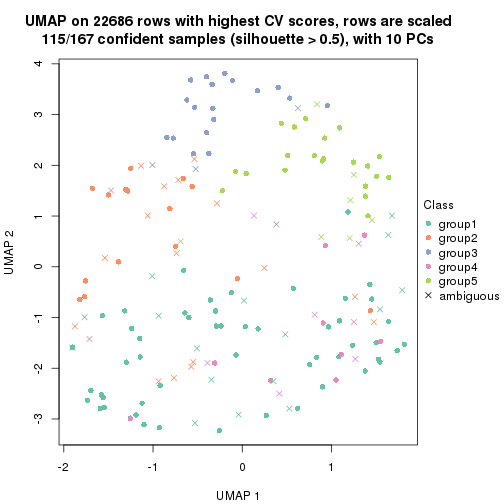 UMAP on 22686 rows with highest CV scores, rows are scaled
115/167 confident samples (silhouette > 0.5), with 10 PCs
4
3
2
1
0
-1
-2
-3
UMAP 2
-2
-1
0
1
UMAP 1
Class
group1
group2
group3
group4
group5
ambiguous